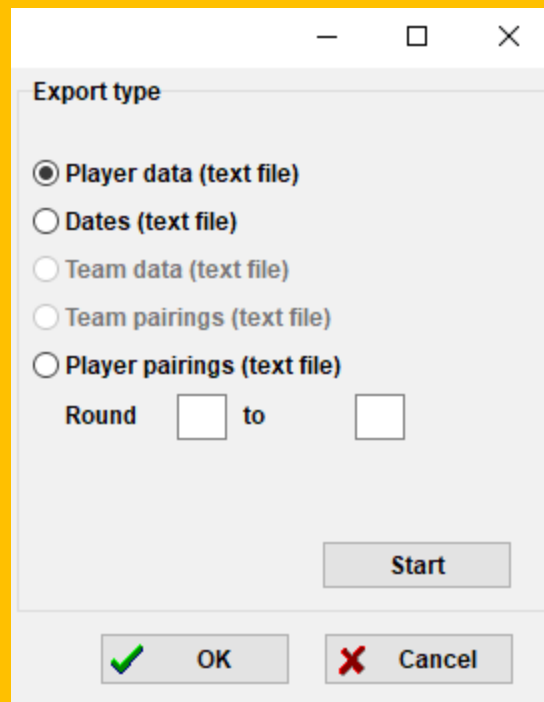 Export type
Player data (text file)
Dates (text file)
Team data (text file)
Team pairings (text file)
Player pairings (text file)
Round to
Start
OK Cancel